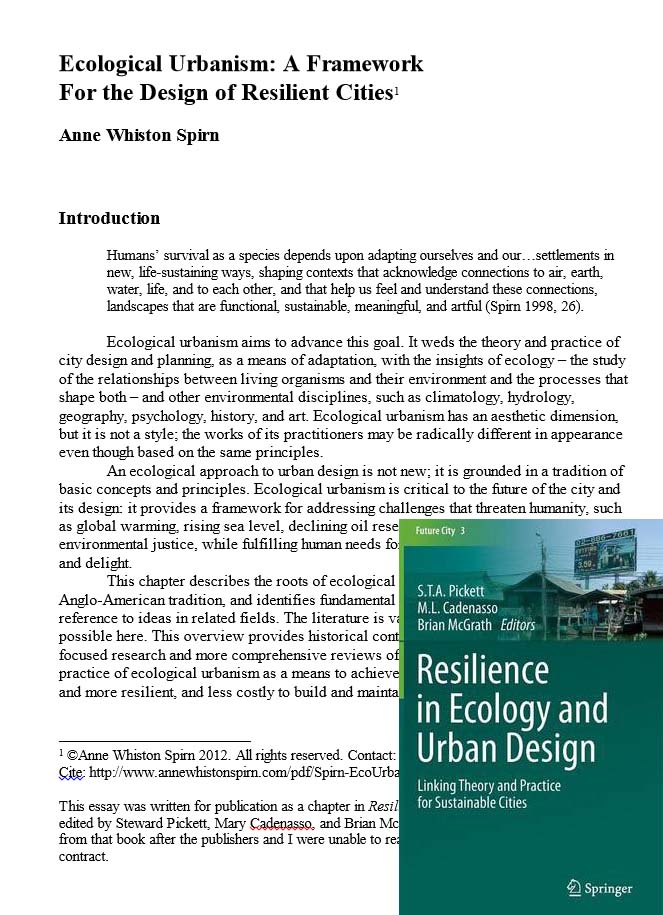 Ecological Urbanism: A Framework
For the Design of Resilient Cities1
Anne Whiston Spirn
Introduction
Humans' survival as a species depends upon adapting ourselves and our…settlements in
new, life-sustaining ways, shaping contexts that acknowledge connections to air, earth,
water, life, and to each other, and that help us feel and understand these connections,
landscapes that are functional, sustainable, meaningful, and artful (Spirn 1998, 26).
Ecological urbanism aims to advance this goal. It weds the theory and practice of
city design and planning, as a means of adaptation, with the insights of ecology – the study
of the relationships between living organisms and their environment and the processes that
shape both – and other environmental disciplines, such as climatology, hydrology,
geography, psychology, history, and art. Ecological urbanism has an aesthetic dimension,
but it is not a style; the works of its practitioners may be radically different in appearance
even though based on the same principles.
An ecological approach to urban design is not new; it is grounded in a tradition of
basic concepts and principles. Ecological urbanism is critical to the future of the city and
its design: it provides a framework for addressing challenges that threaten humanity, such
as global warming, rising sea level, declining oil rese
environmental justice, while fulfilling human needs fo
and delight.
This chapter describes the roots of ecological
Anglo-American tradition, and identifies fundamental
reference to ideas in related fields. The literature is va
possible here. This overview provides historical cont
focused research and more comprehensive reviews of
practice of ecological urbanism as a means to achieve
and more resilient, and less costly to build and mainta
1 ©Anne Whiston Spirn 2012. All rights reserved. Contact:
Cite: http://www.annewhistonspirn.com/pdf/Spirn-EcoUrba
This essay was written for publication as a chapter in Resil
edited by Steward Pickett, Mary Cadenasso, and Brian Mc
from that book after the publishers and I were unable to rea
contract.
Future City 3
S.T.A. Pickett
M.L. Cadenasso
Brian McGrath Editors
Resilience
in Ecology and
Urban Design
Linking Theory and Practice
for Sustainable Cities
Springer